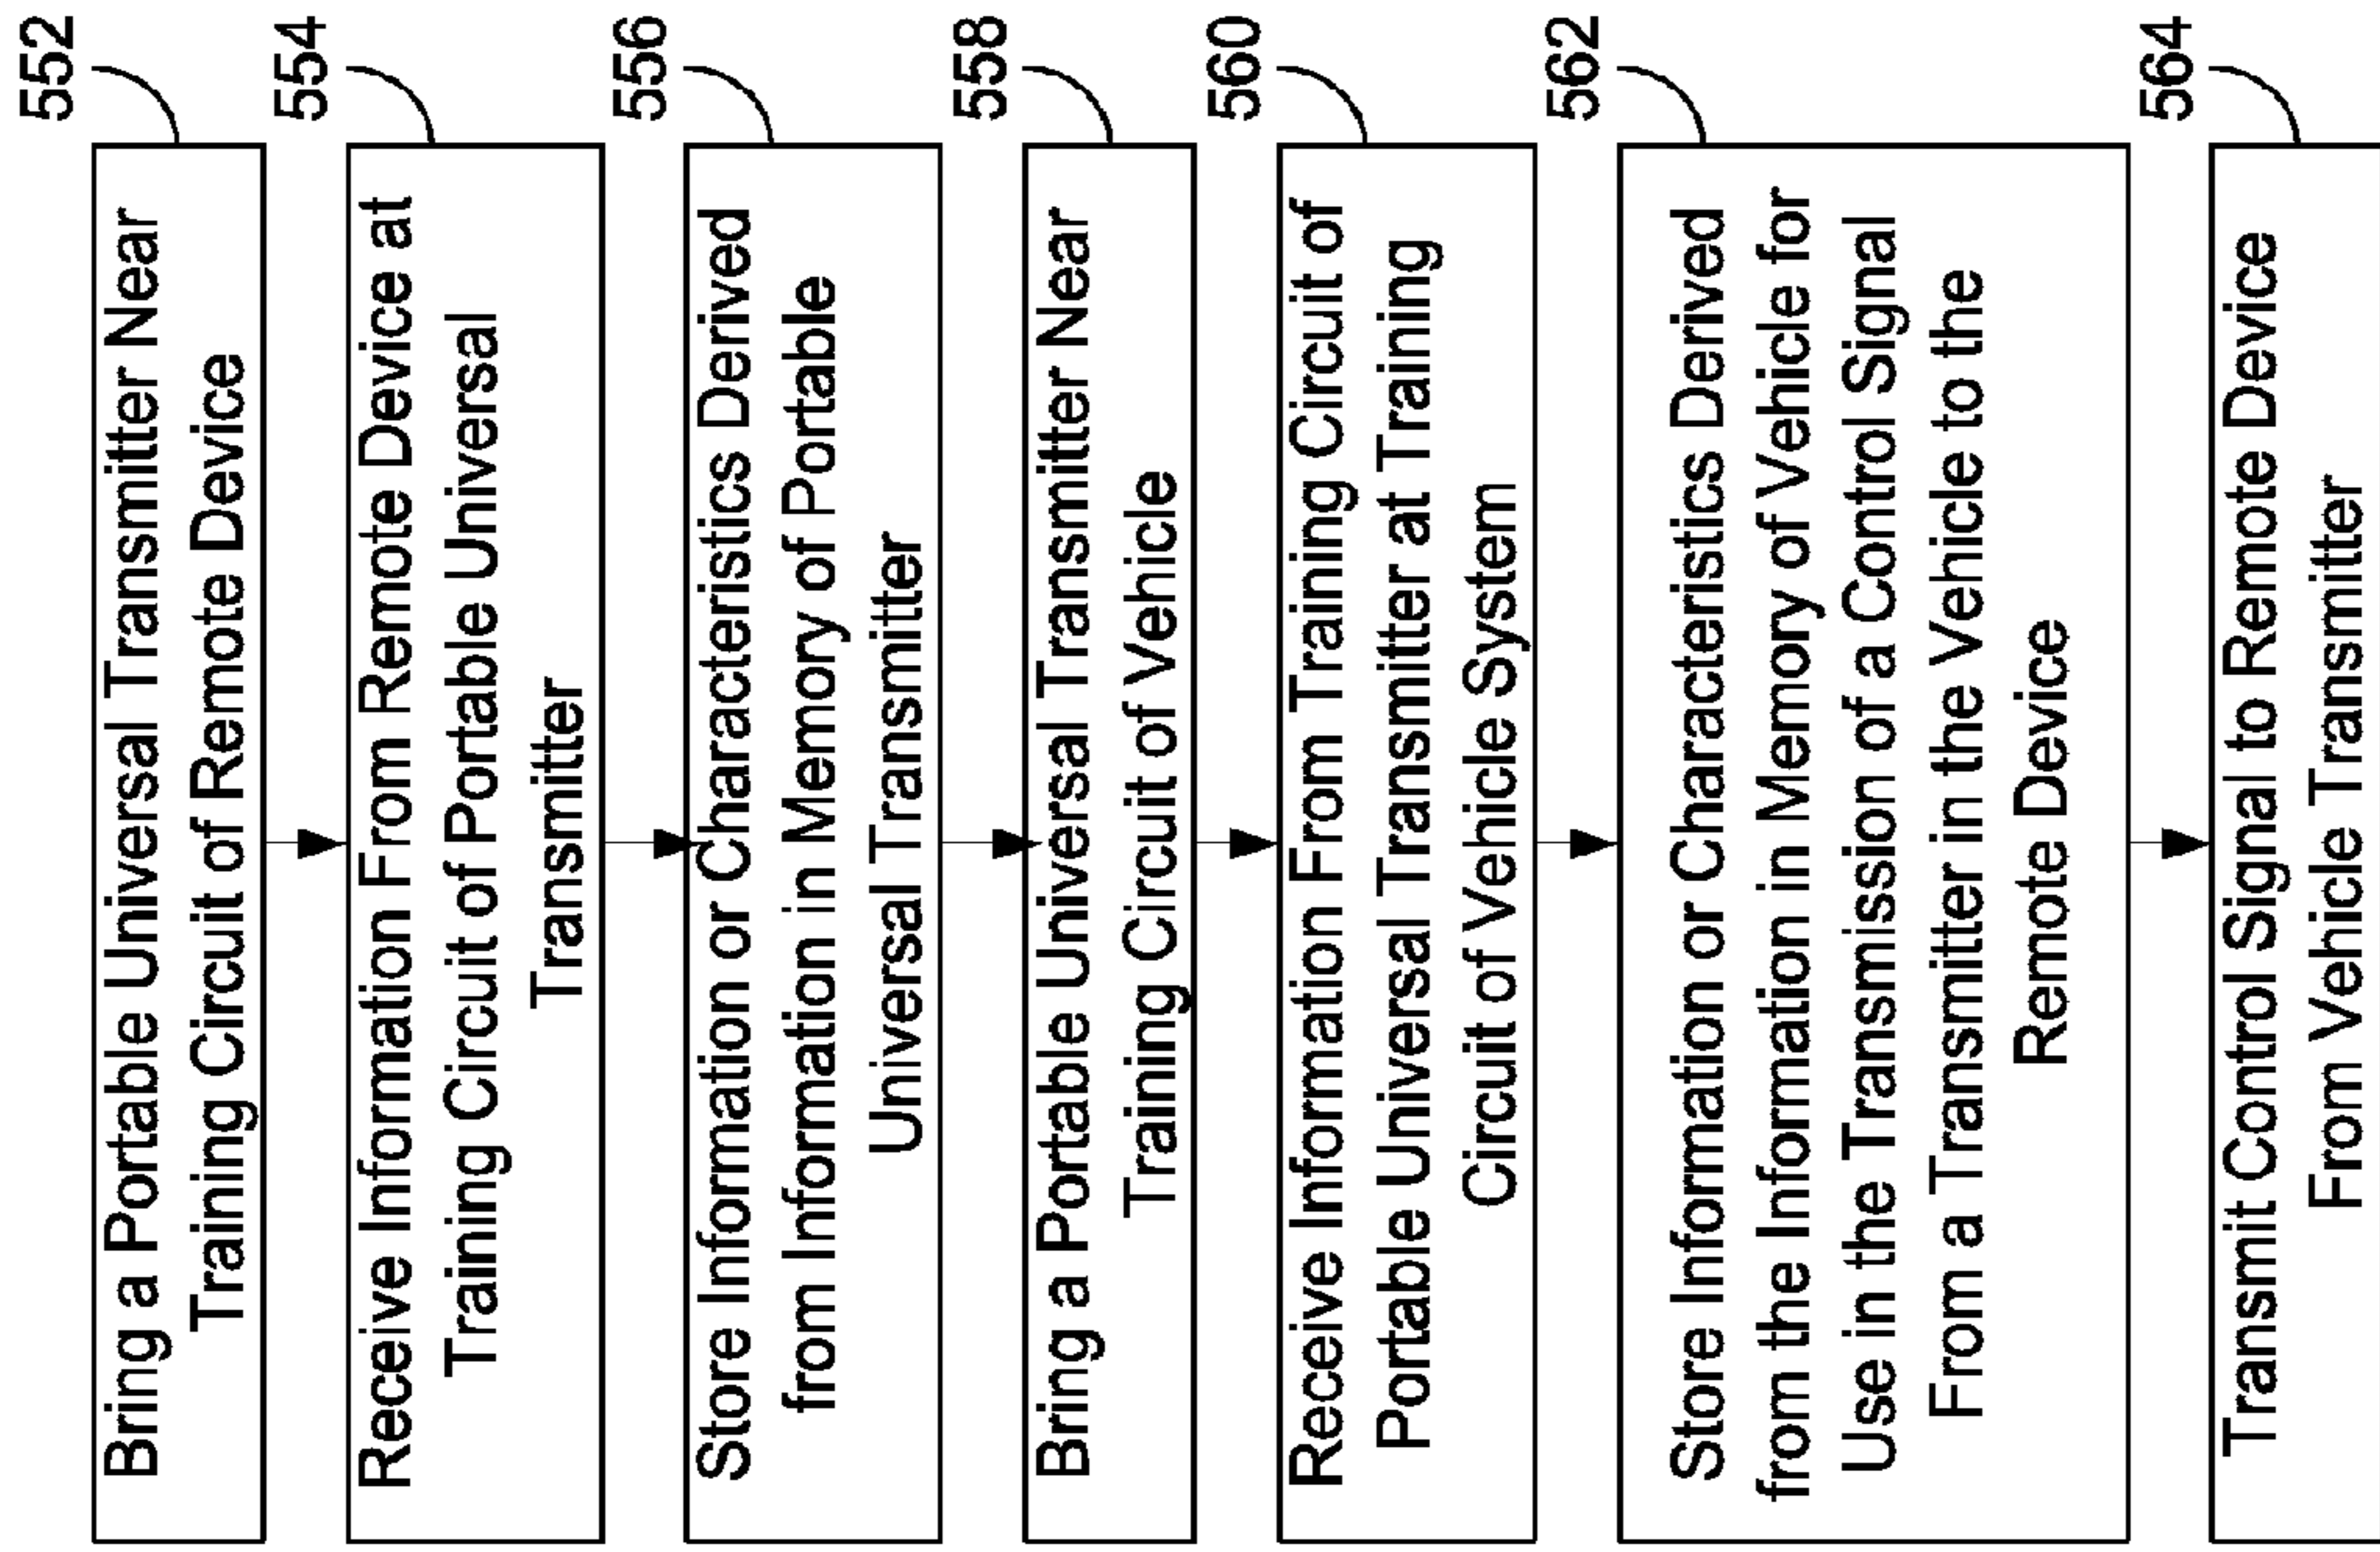 552
Bring a Portable Universal Transmitter Near
Training Circuit of Remote Device
554
Receive Information From Remote Device at
Training Circuit of Portable Universal
Transmitter
556
Store Information or Characteristics Derived
from Information in Memory of Portable
Universal Transmitter
558
Bring a Portable Universal Transmitter Near
Training Circuit of Vehicle
560
Receive Information From Training Circuit of
Portable Universal Transmitter at Training
Circuit of Vehicle System
562
Store Information or Characteristics Derived
from the Information in Memory of Vehicle for
Use in the Transmission of a Control Signal
From a Transmitter in the Vehicle to the
Remote Device
564
Transmit Control Signal to Remote Device
From Vehicle Transmitter